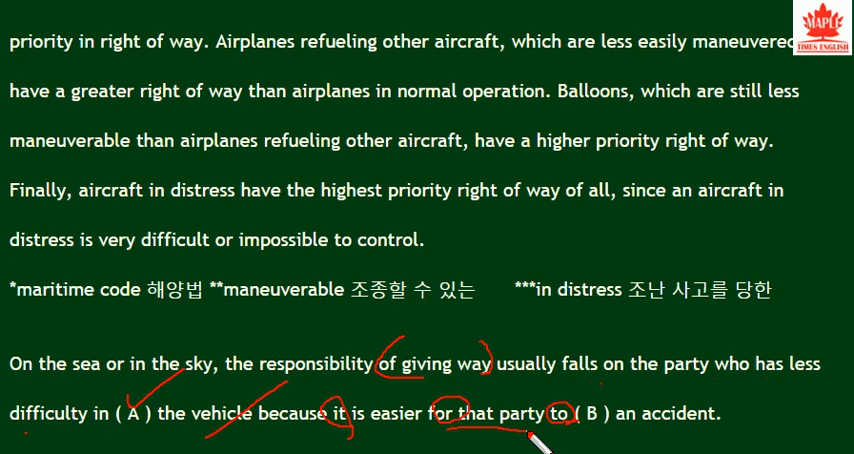 MAPLE
TIMES ENGLISH
priority in right of way. Airplanes refueling other aircraft, which are less easily maneuvered
have a greater right of way than airplanes in normal operation. Balloons, which are still less
maneuverable than airplanes refueling other aircraft, have a higher priority right of way.
Finally, aircraft in distress have the highest priority right of way of all, since an aircraft in
distress is very difficult or impossible to control.
*maritime code 해양법 **maneuverable 조종할 수 있는 ***in distress 조난 사고를 당한
On the sea or in the sky, the responsibility of giving way usually falls on the party who has less
difficulty in ( A ) the vehicle because it is easier for that party to ( B ) an accident.